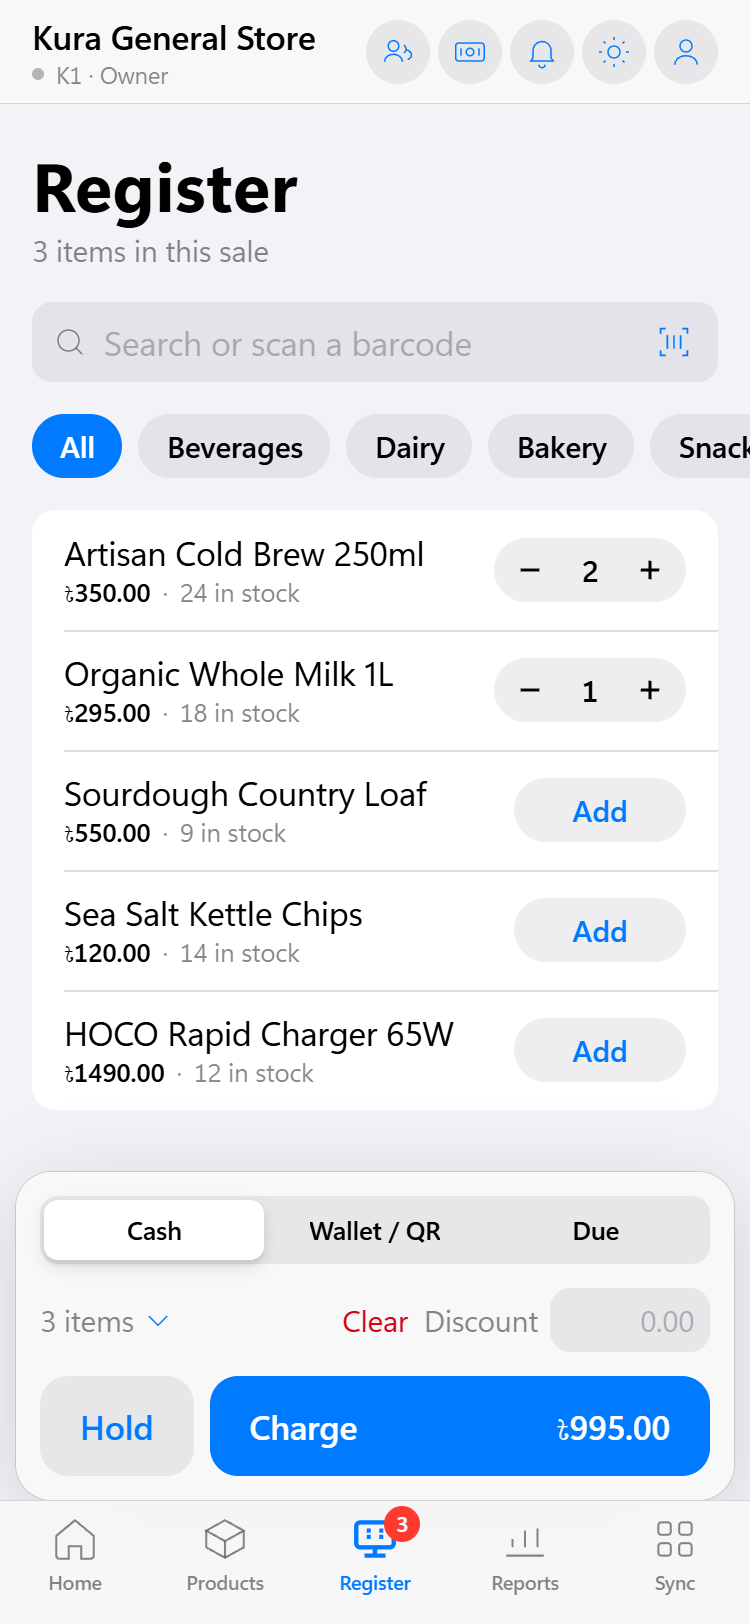 Kura General Store
K1 · Owner
Register
3 items in this sale
Search or scan a barcode
All
Beverages
Dairy
Bakery
Snack
Artisan Cold Brew 250ml
৳350.00 · 24 in stock
− 2 +
Organic Whole Milk 1L
৳295.00 · 18 in stock
− 1 +
Sourdough Country Loaf
৳550.00 · 9 in stock
Add
Sea Salt Kettle Chips
৳120.00 · 14 in stock
Add
HOCO Rapid Charger 65W
৳1490.00 · 12 in stock
Add
Cash
Wallet / QR
Due
3 items
Clear
Discount
0.00
Hold
Charge
৳995.00
3
Home
Products
Register
Reports
Sync